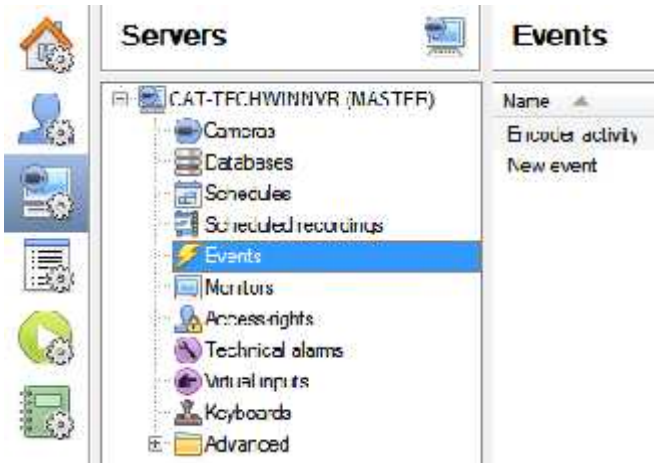 Servers
Events
CAT-TECHWINNVR (MASTER)
Cameras
Databases
Schedules
Scheduled recordings
Events
Monitors
Access-rights
Technical alarms
Virtual inputs
Keyboards
Advanced
Name
Encoder activity
New event